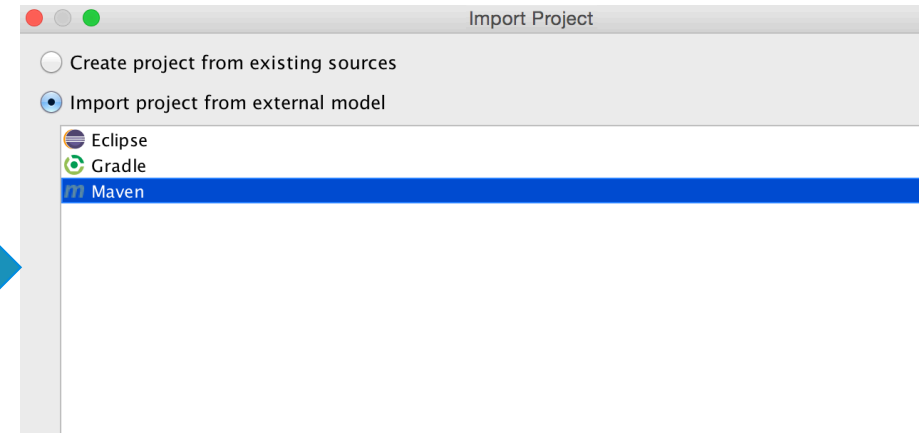 Import Project
Create project from existing sources
Import project from external model
Eclipse
Gradle
m Maven